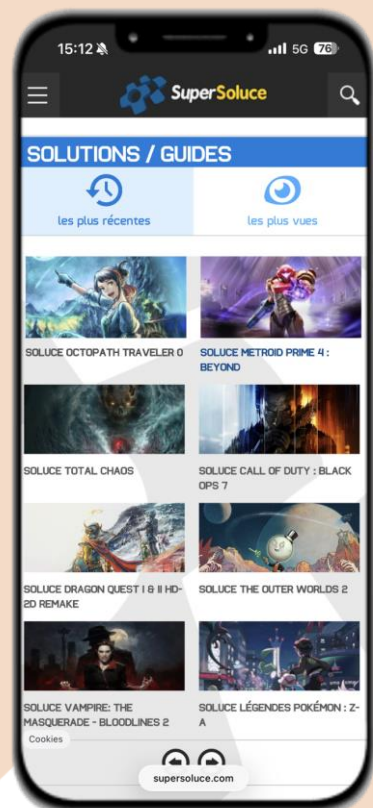 15:12
5G 76
SuperSoluce
SOLUTIONS / GUIDES
les plus récentes
les plus vues
SOLUCE OCTOPATH TRAVELER 0
SOLUCE METROID PRIME 4 :
BEYOND
SOLUCE TOTAL CHAOS
SOLUCE CALL OF DUTY : BLACK
OPS 7
SOLUCE DRAGON QUEST I & II HD-
2D REMAKE
SOLUCE THE OUTER WORLDS 2
SOLUCE VAMPIRE: THE
MASQUERADE - BLOODLINES 2
SOLUCE LÉGENDES POKÉMON : Z-
A
Cookies
supersoluce.com